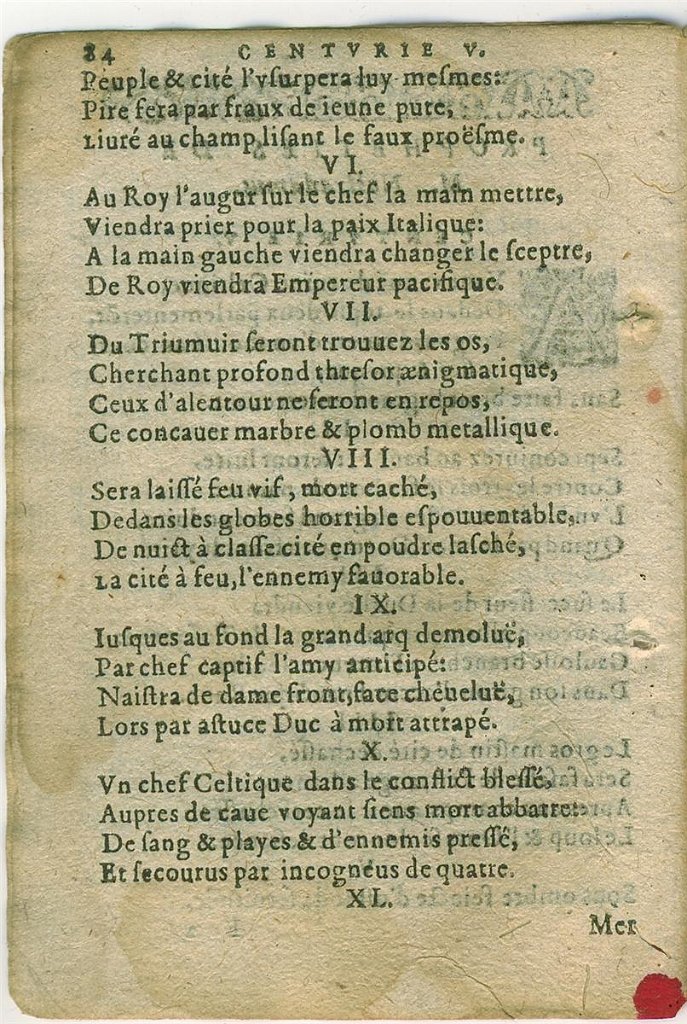 84 CENTVRIE V.
Peuple & cité l'vſurpera luy meſmes:
Pire fera par fraux de ieune pute,
Liuré au champ liſant le faux proëſme.
VI.
Au Roy l'augur ſur le chef la main mettre,
Viendra prier pour la paix Italique:
A la main gauche viendra changer le ſceptre,
De Roy viendra Empereur pacifique.
VII.
Du Triumuir ſeront trouuez les os,
Cherchant profond threſor ænigmatique,
Ceux d'alentour ne ſeront en repos,
Ce concauer marbre & plomb metallique.
VIII.
Sera laiſſé feu vif, mort caché,
Dedans les globes horrible eſpouuentable,
De nuict à claſſe cité en poudre laſché,
La cité à feu, l'ennemy fauorable.
IX.
Iuſques au fond la grand arq demoluë,
Par chef captif l'amy anticipé:
Naiſtra de dame front, face cheueluë,
Lors par aſtuce Duc à mort attrapé.
X.
Vn chef Celtique dans le conflict bleſſé,
Aupres de caue voyant ſiens mort abbatre:
De ſang & playes & d'ennemis preſſé,
Et ſecourus par incogneus de quatre.
XI.
Mer